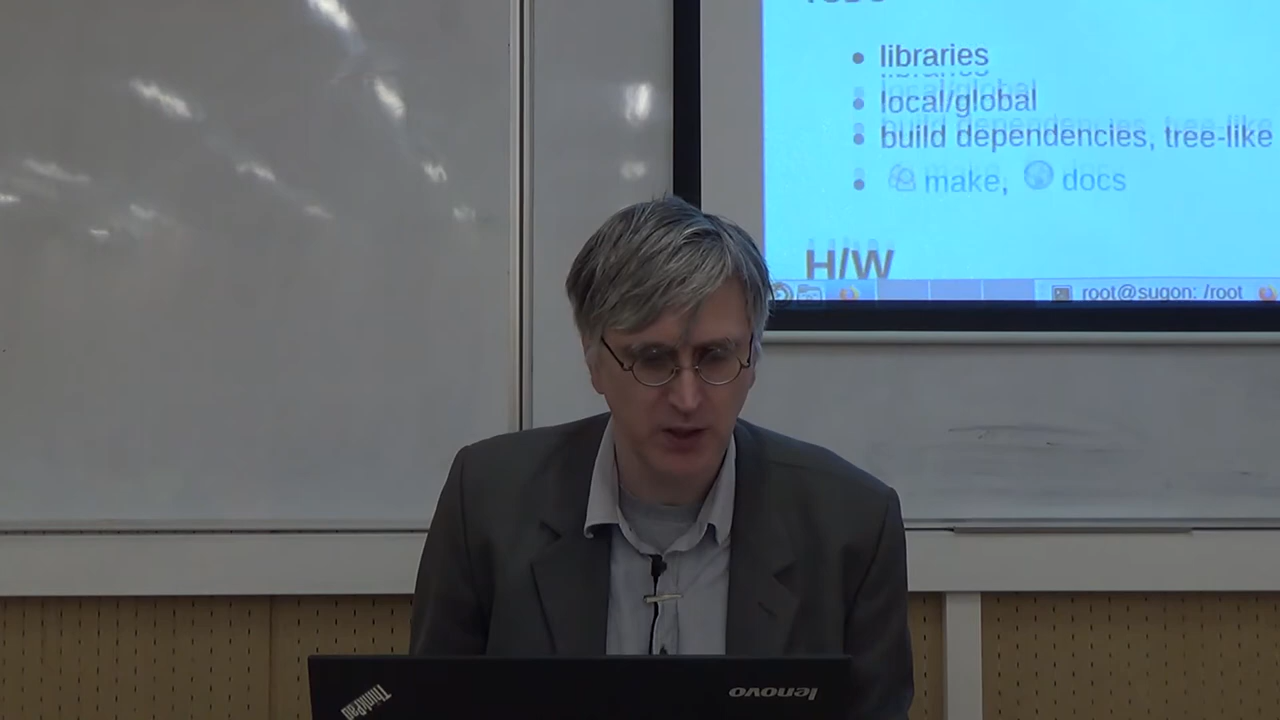 libraries
local/global
build dependencies, tree-like
make, docs
H/W
root@sugon: /root
ThinkPad
lenovo